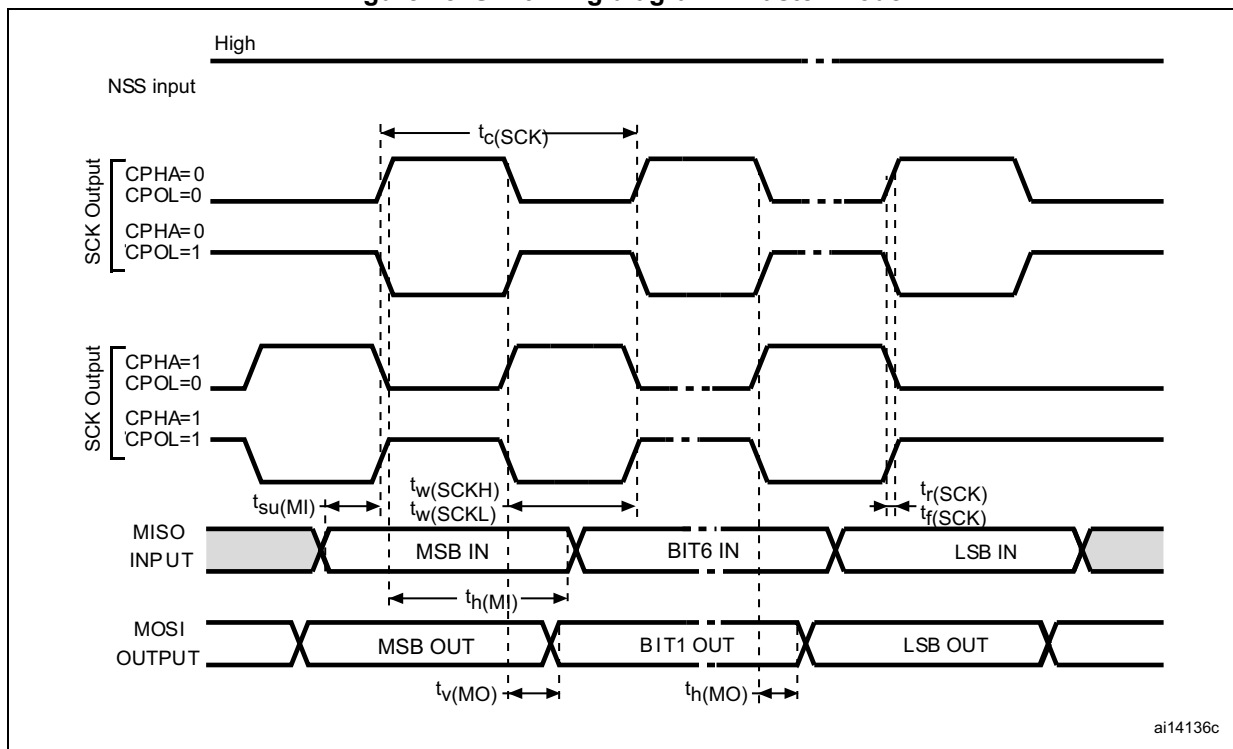 High
NSS input
tc(SCK)
SCK Output
CPHA=0
CPOL=0
CPHA=0
CPOL=1
SCK Output
CPHA=1
CPOL=0
CPHA=1
CPOL=1
tsu(MI)
tw(SCKH)
tw(SCKL)
tr(SCK)
tf(SCK)
MISO
INPUT
MSB IN
BIT6 IN
LSB IN
th(MI)
MOSI
OUTPUT
MSB OUT
BIT1 OUT
LSB OUT
tv(MO)
th(MO)
ai14136c